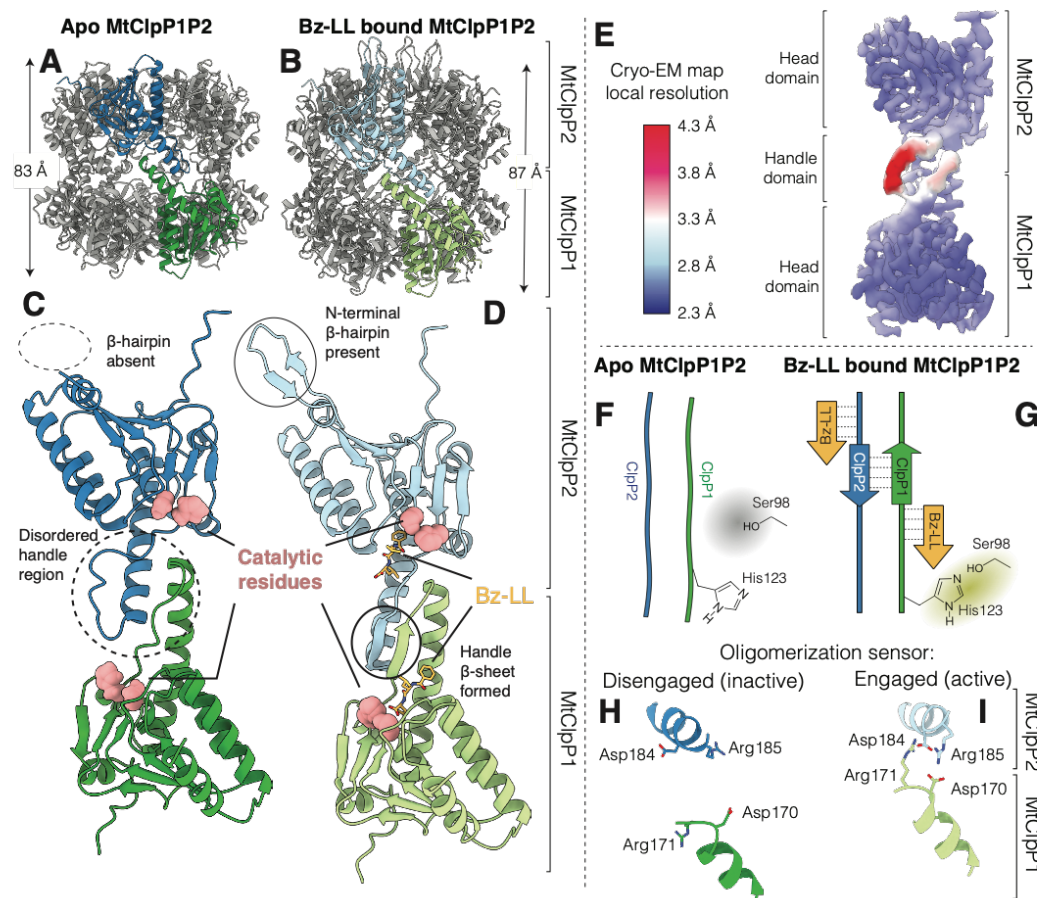 Apo MtClpP1P2
Bz-LL bound MtClpP1P2
A
B
83 Å
87 Å
MtClpP2
MtClpP1
C
β-hairpin
absent
Disordered
handle
region
Catalytic
residues
D
N-terminal
β-hairpin
present
Bz-LL
Handle
β-sheet
formed
MtClpP2
MtClpP1
E
Cryo-EM map
local resolution
4.3 Å
3.8 Å
3.3 Å
2.8 Å
2.3 Å
Head
domain
Handle
domain
Head
domain
MtClpP2
MtClpP1
Apo MtClpP1P2
Bz-LL bound MtClpP1P2
F
ClpP2
ClpP1
Ser98
HO
His123
N
N
H
G
Bz-LL
ClpP2
ClpP1
Bz-LL
Ser98
HO
N
His123
N
H
Oligomerization sensor:
Disengaged (inactive)
Engaged (active)
H
Asp184
Arg185
Asp170
Arg171
I
Asp184
Arg185
Arg171
Asp170
MtClpP2
MtClpP1